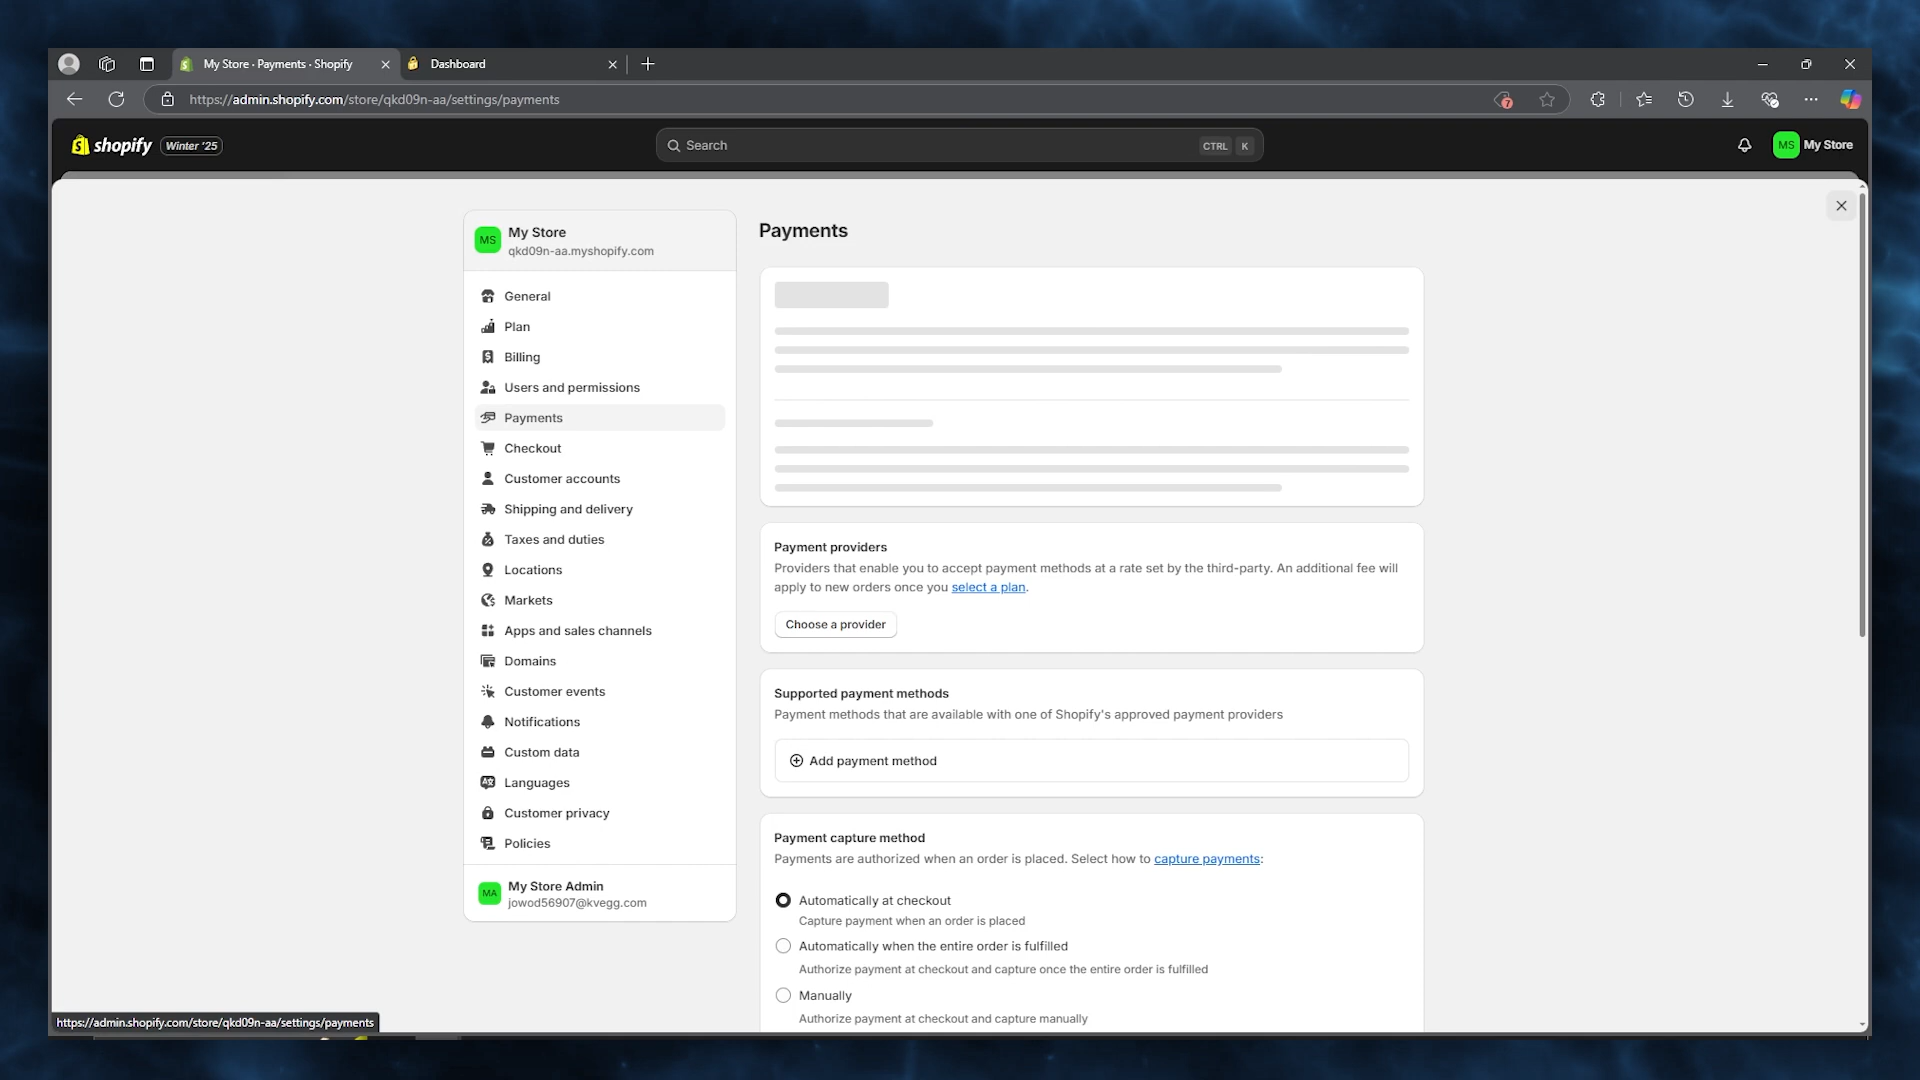 My Store · Payments · Shopify
Dashboard
https://admin.shopify.com/store/qkd09n-aa/settings/payments
7
shopify
Winter '25
Search
CTRL K
MS
My Store
MS
My Store
qkd09n-aa.myshopify.com
General
Plan
Billing
Users and permissions
Payments
Checkout
Customer accounts
Shipping and delivery
Taxes and duties
Locations
Markets
Apps and sales channels
Domains
Customer events
Notifications
Custom data
Languages
Customer privacy
Policies
MA
My Store Admin
jowod56907@kvegg.com
Payments
Payment providers
Providers that enable you to accept payment methods at a rate set by the third-party. An additional fee will
apply to new orders once you select a plan.
Choose a provider
Supported payment methods
Payment methods that are available with one of Shopify's approved payment providers
Add payment method
Payment capture method
Payments are authorized when an order is placed. Select how to capture payments:
Automatically at checkout
Capture payment when an order is placed
Automatically when the entire order is fulfilled
Authorize payment at checkout and capture once the entire order is fulfilled
Manually
Authorize payment at checkout and capture manually
https://admin.shopify.com/store/qkd09n-aa/settings/payments